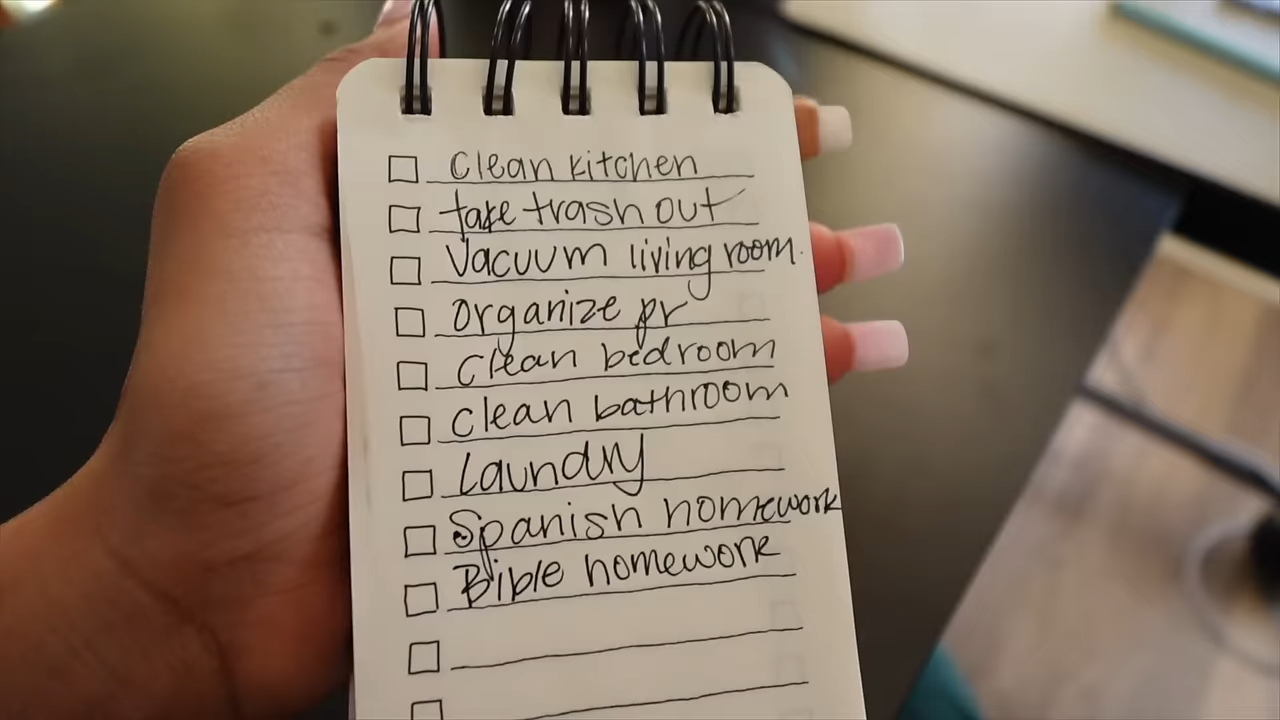 Clean kitchen
take trash out
Vacuum living room.
organize pr
Clean bedroom
clean bathroom
Laundry
Spanish homework
Bible homework